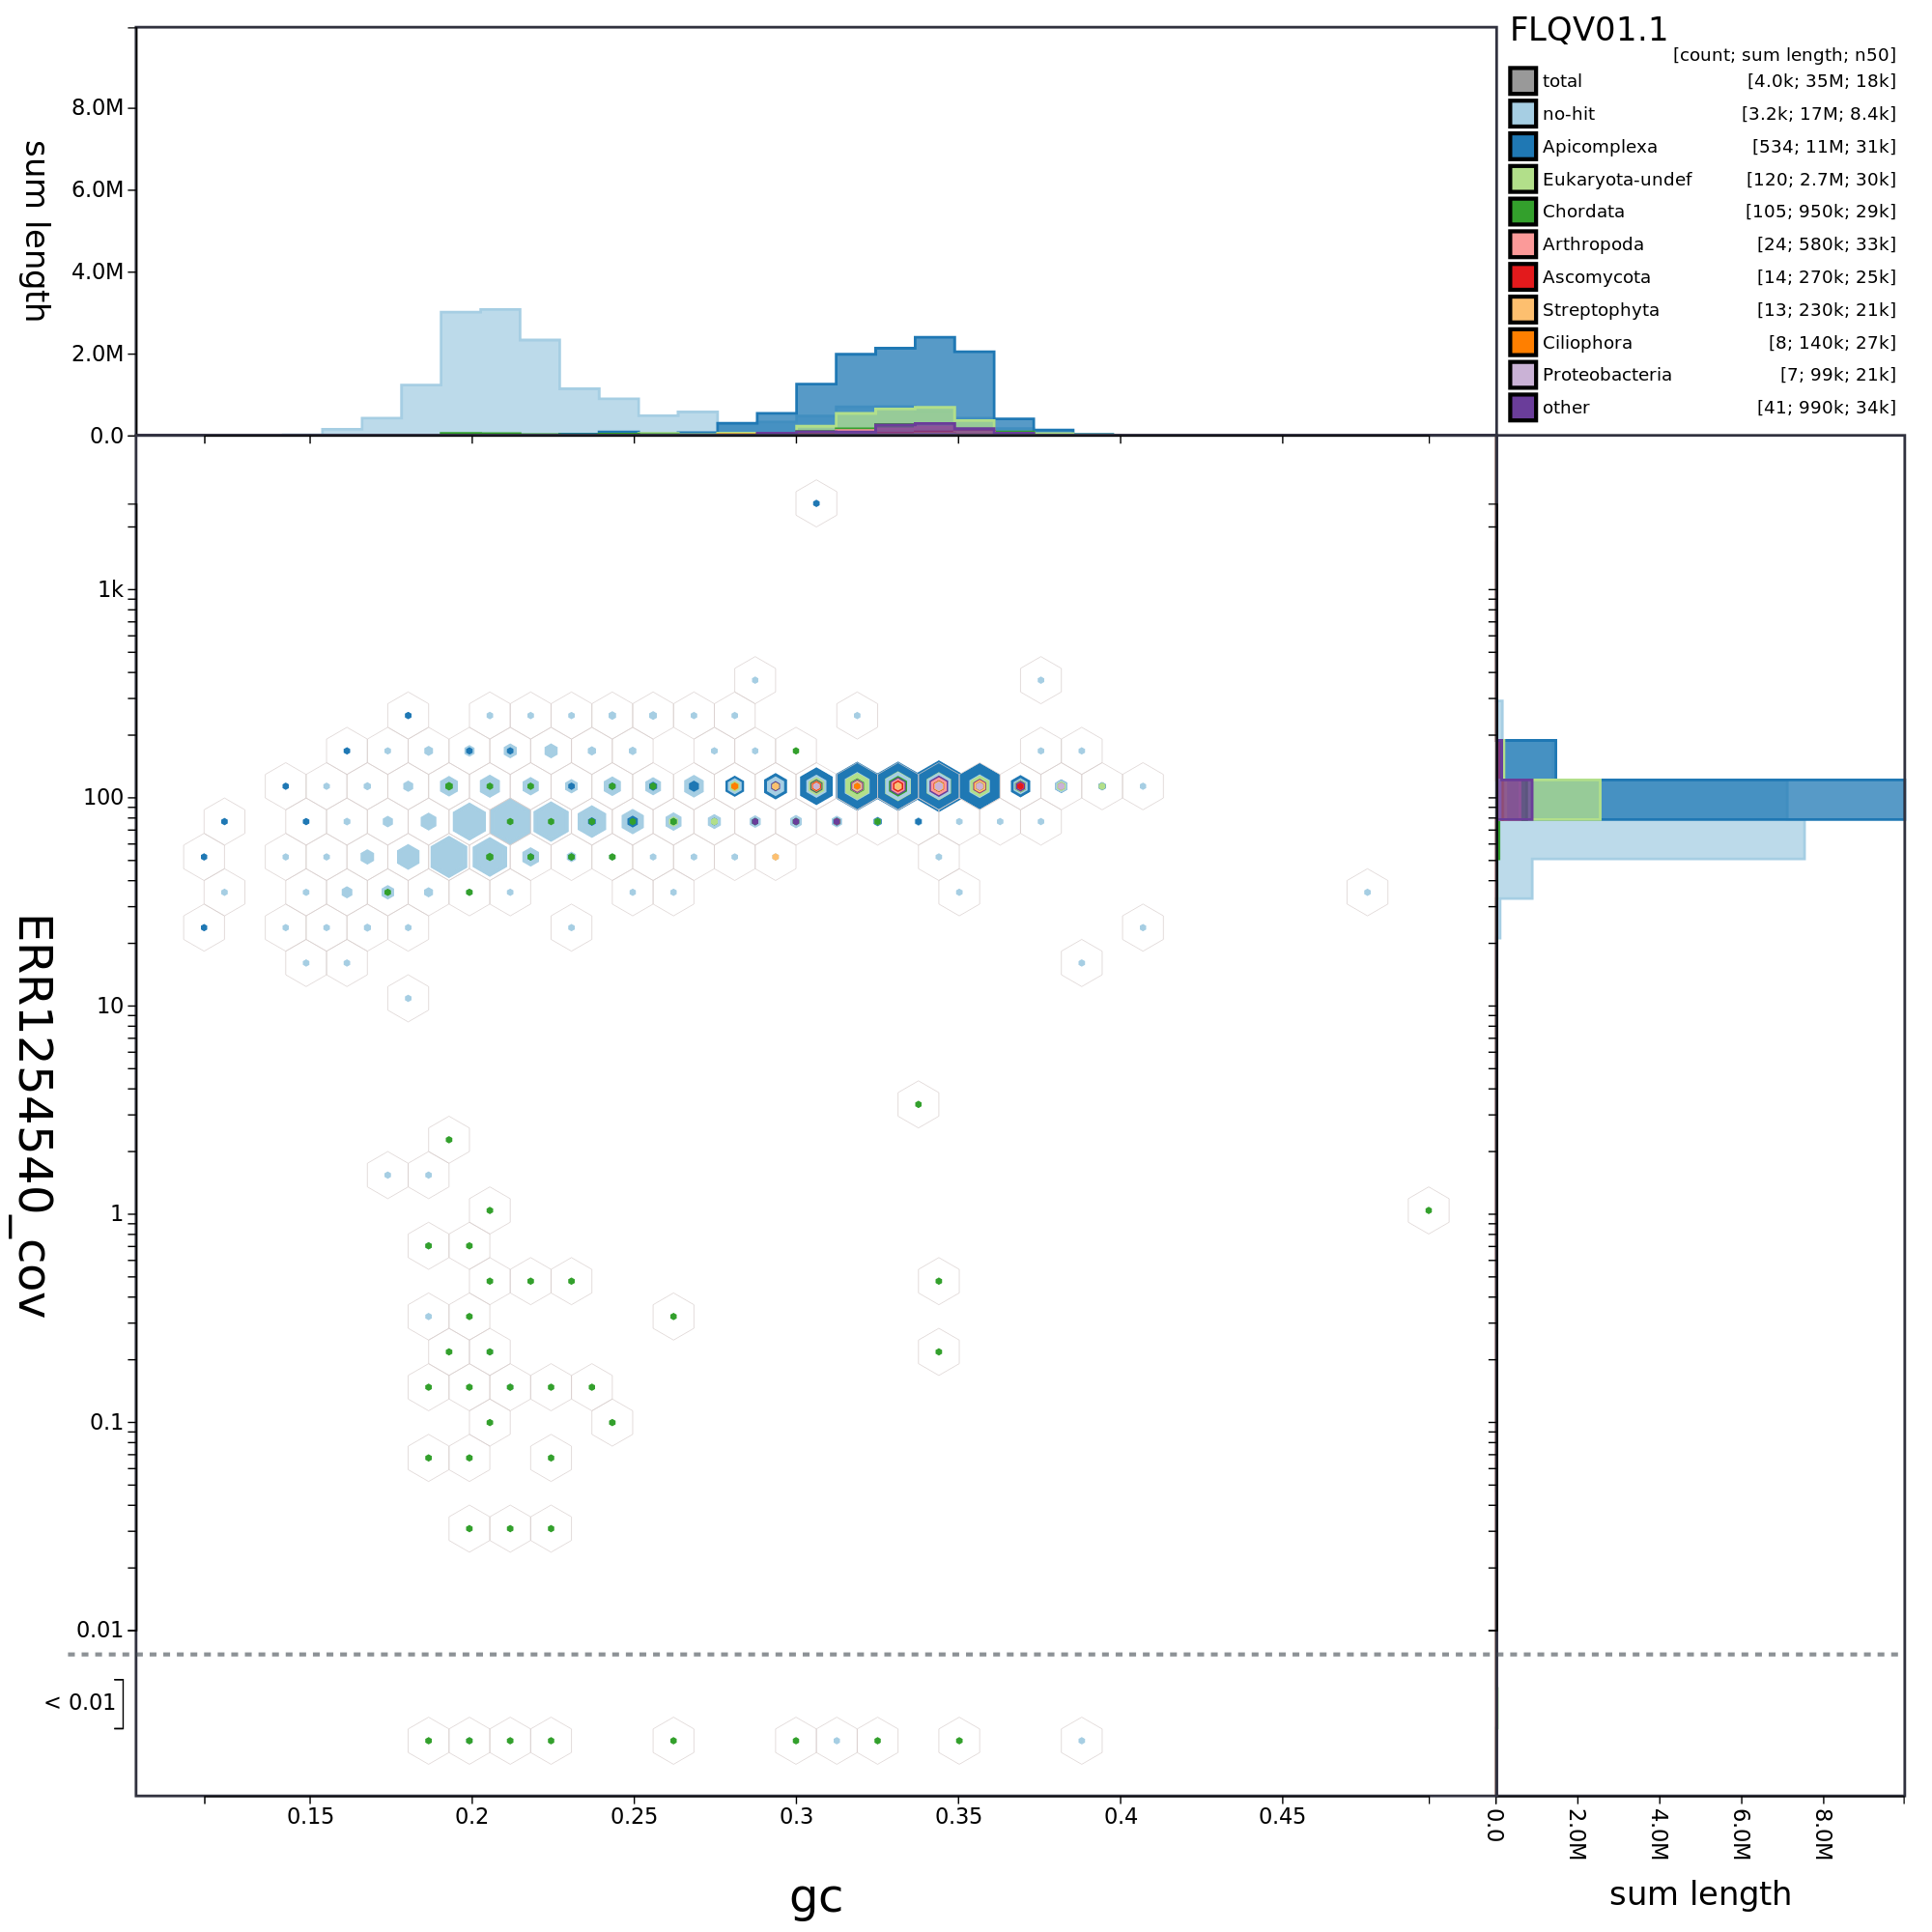 FLQV01.1
[count; sum length; n50]
total [4.0k; 35M; 18k]
no-hit [3.2k; 17M; 8.4k]
Apicomplexa [534; 11M; 31k]
Eukaryota-undef [120; 2.7M; 30k]
Chordata [105; 950k; 29k]
Arthropoda [24; 580k; 33k]
Ascomycota [14; 270k; 25k]
Streptophyta [13; 230k; 21k]
Ciliophora [8; 140k; 27k]
Proteobacteria [7; 99k; 21k]
other [41; 990k; 34k]
sum length
8.0M
6.0M
4.0M
2.0M
0.0
ERR1254540_cov
1k
100
10
1
0.1
0.01
< 0.01
0.15 0.2 0.25 0.3 0.35 0.4 0.45
gc
0.0 2.0M 4.0M 6.0M 8.0M
sum length